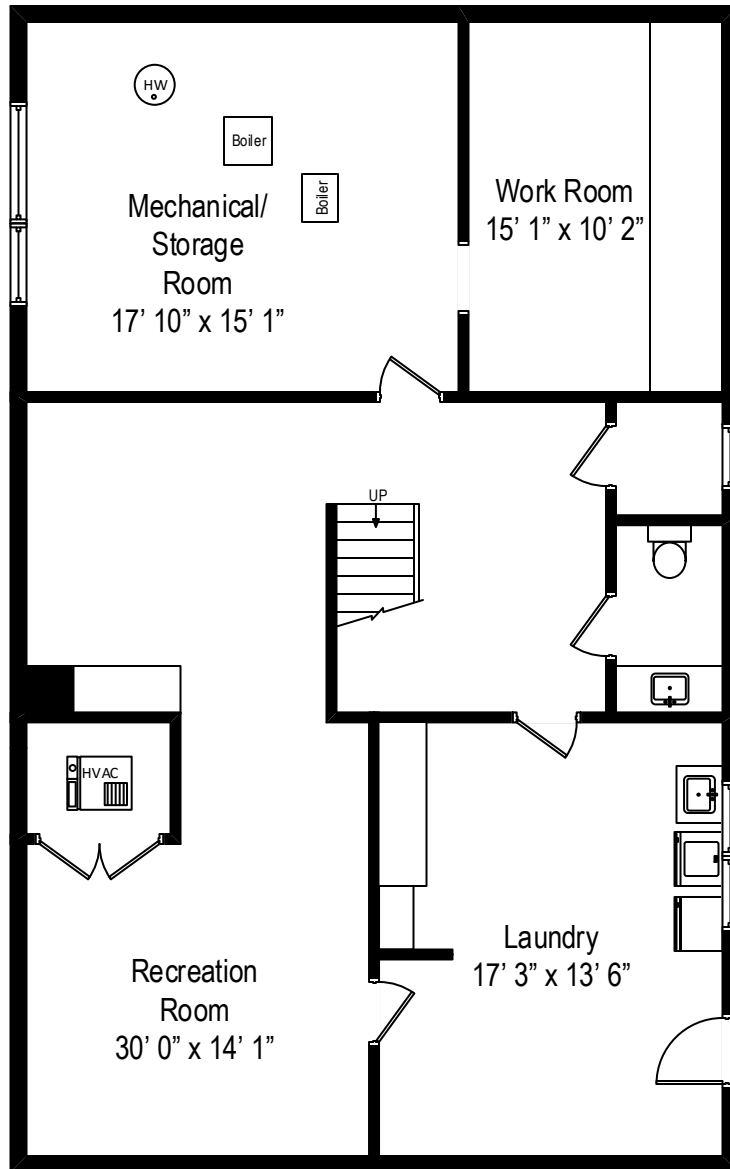 HW
Boiler
Boiler
Mechanical/
Storage
Room
17’ 10” x 15’ 1”
Work Room
15’ 1” x 10’ 2”
UP
HVAC
Recreation
Room
30’ 0” x 14’ 1”
Laundry
17’ 3” x 13’ 6”